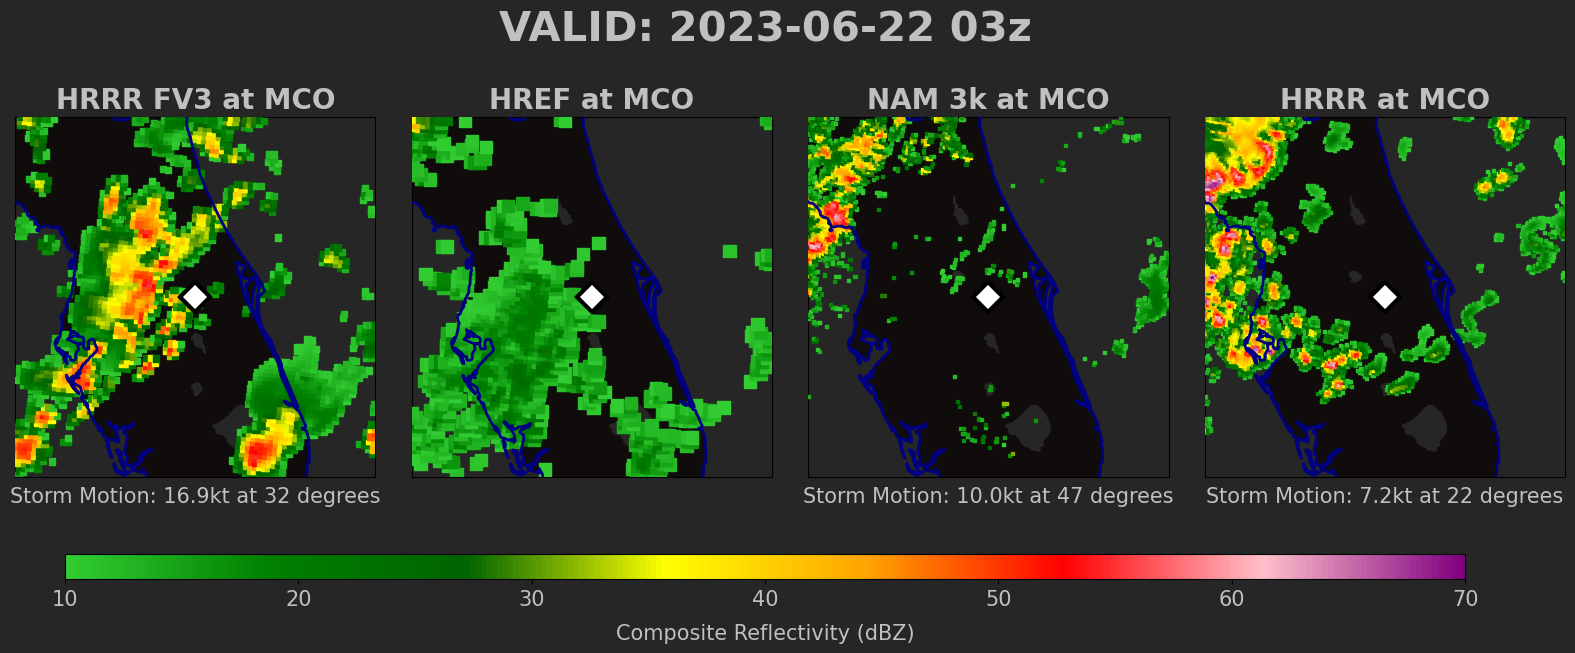 VALID: 2023-06-22 03z
HRRR FV3 at MCO
HREF at MCO
NAM 3k at MCO
HRRR at MCO
Storm Motion: 16.9kt at 32 degrees
Storm Motion: 10.0kt at 47 degrees
Storm Motion: 7.2kt at 22 degrees
10 20 30 40 50 60 70
Composite Reflectivity (dBZ)